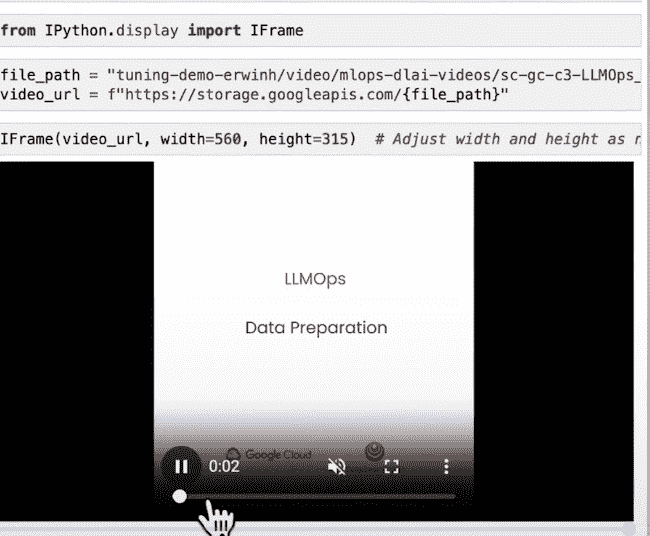 from IPython.display import IFrame
file_path = "tuning-demo-erwinh/video/mlops-dlai-videos/sc-gc-c3-LLMOps_
video_url = f"https://storage.googleapis.com/{file_path}"
IFrame(video_url, width=560, height=315)  # Adjust width and height as n
LLMOps
Data Preparation
Google Cloud
0:02